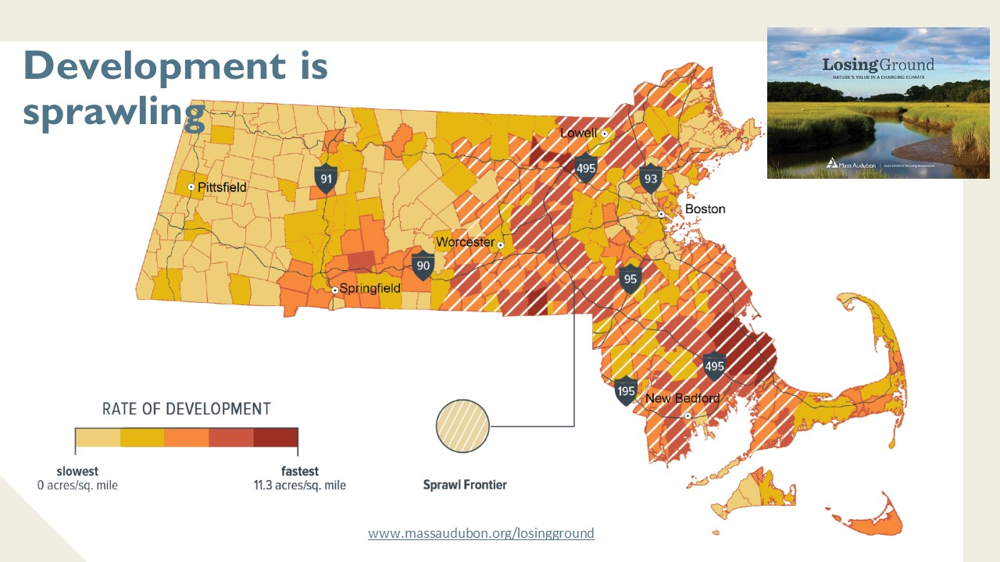 Development is
sprawling
LosingGround
NATURE'S VALUE IN A CHANGING CLIMATE
Mass Audubon
Lowell
495
93
91
Pittsfield
Boston
Worcester
90
95
Springfield
495
195
New Bedford
RATE OF DEVELOPMENT
slowest
0 acres/sq. mile
fastest
11.3 acres/sq. mile
Sprawl Frontier
www.massaudubon.org/losingground